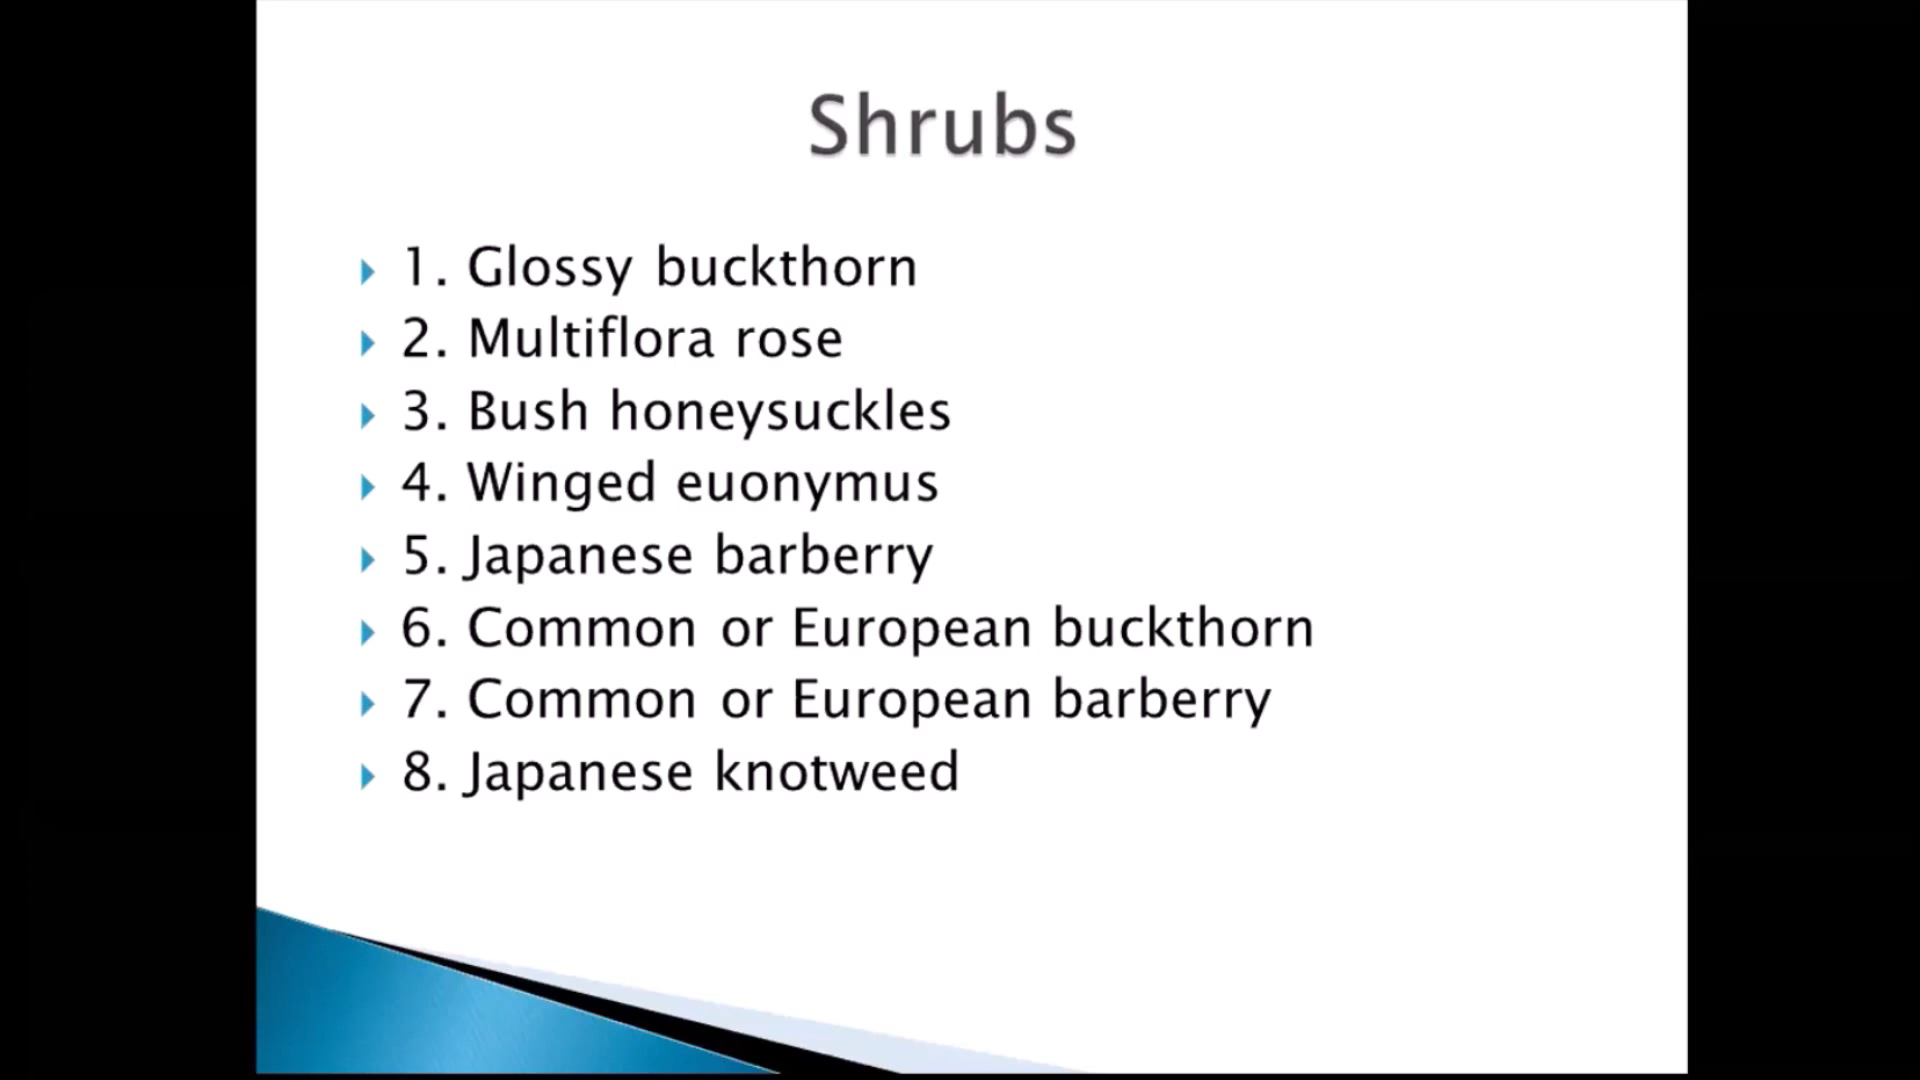 Shrubs
1. Glossy buckthorn
2. Multiflora rose
3. Bush honeysuckles
4. Winged euonymus
5. Japanese barberry
6. Common or European buckthorn
7. Common or European barberry
8. Japanese knotweed